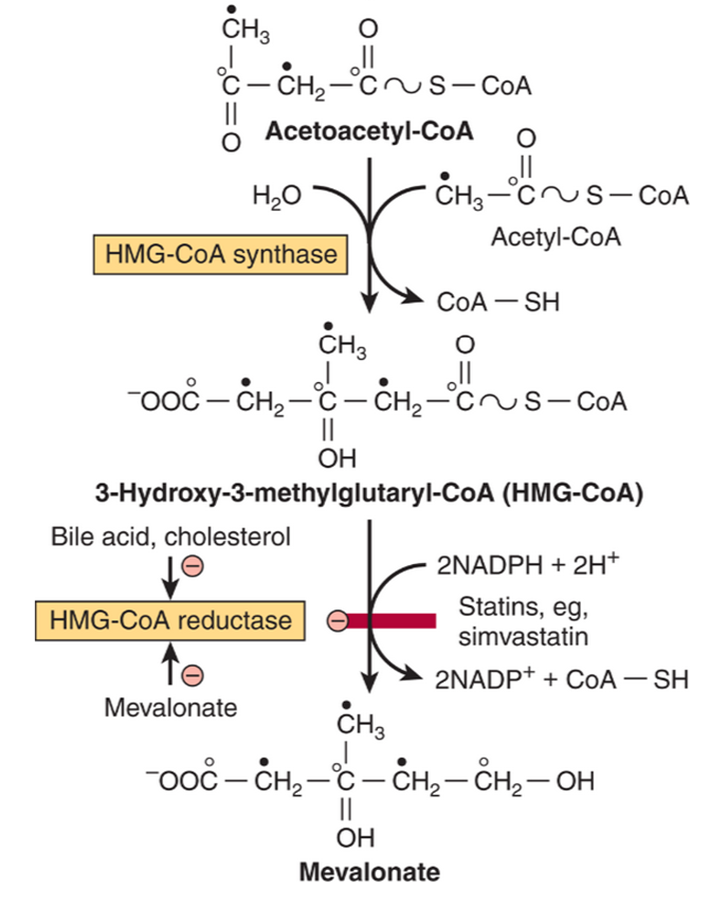 CH₃
O
C — CH₂ — C ~ S — CoA
O
Acetoacetyl-CoA
O
H₂O
CH₃ — C ~ S — CoA
Acetyl-CoA
HMG-CoA synthase
CoA — SH
CH₃
O
⁻OOC — CH₂ — C — CH₂ — C ~ S — CoA
OH
3-Hydroxy-3-methylglutaryl-CoA (HMG-CoA)
Bile acid, cholesterol
−
2NADPH + 2H⁺
HMG-CoA reductase
−
Statins, eg,
simvastatin
−
2NADP⁺ + CoA — SH
Mevalonate
CH₃
⁻OOC — CH₂ — C — CH₂ — CH₂ — OH
OH
Mevalonate